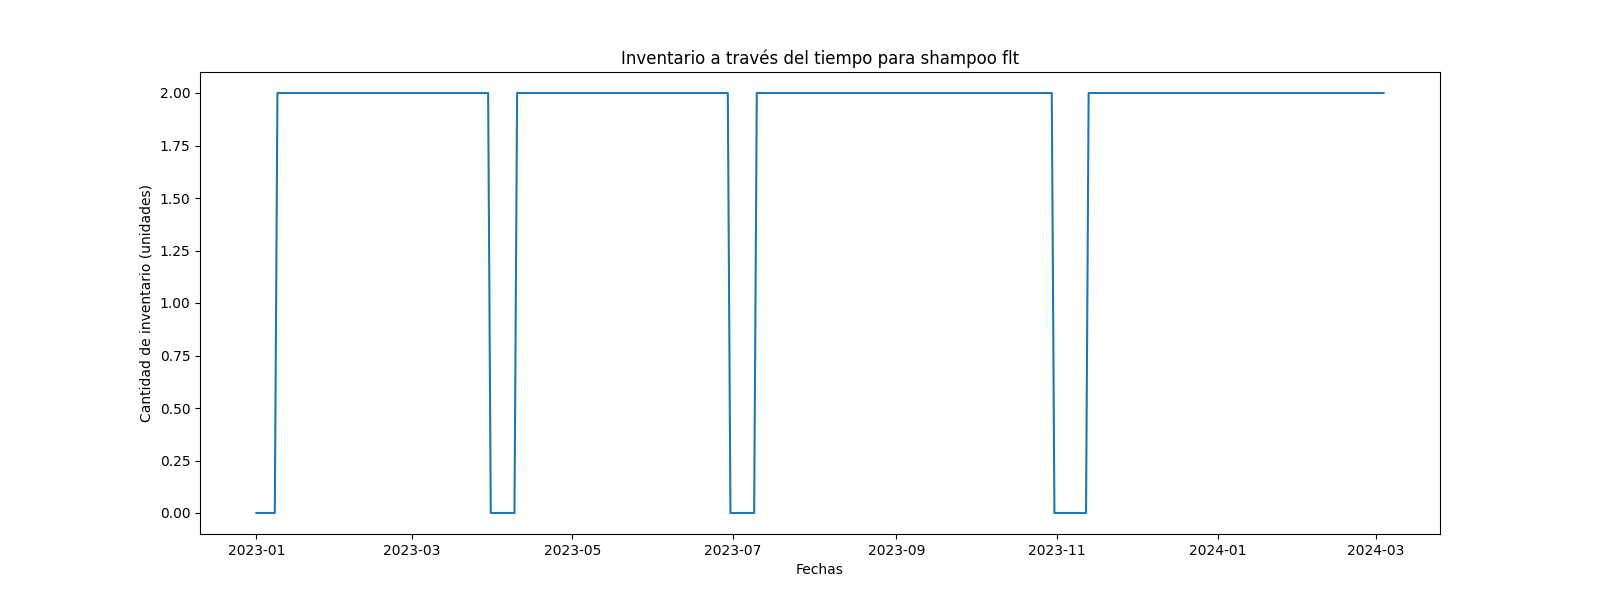 Inventario a través del tiempo para shampoo flt
Cantidad de inventario (unidades)
2.00
1.75
1.50
1.25
1.00
0.75
0.50
0.25
0.00
2023-01 2023-03 2023-05 2023-07 2023-09 2023-11 2024-01 2024-03
Fechas